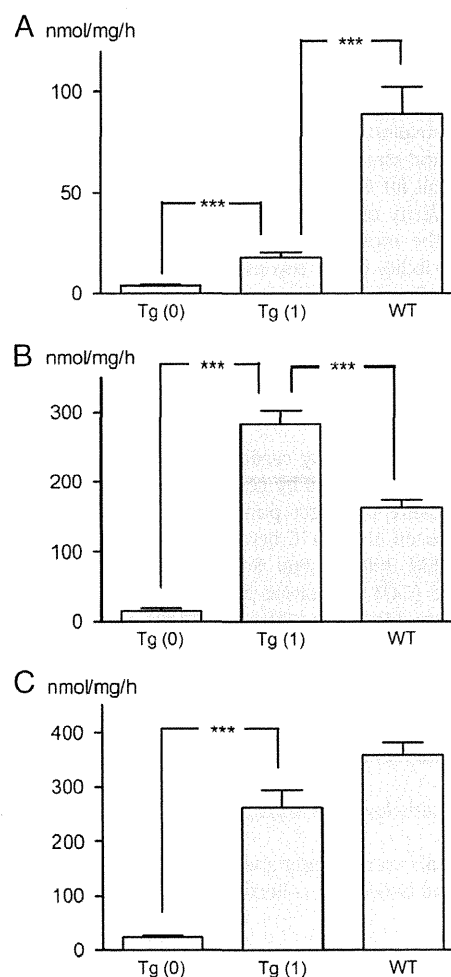 A nmol/mg/h
100
50
0
***
***
Tg (0) Tg (1) WT
B nmol/mg/h
300
200
100
0
*** ***
Tg (0) Tg (1) WT
C nmol/mg/h
400
300
200
100
0
***
Tg (0) Tg (1) WT